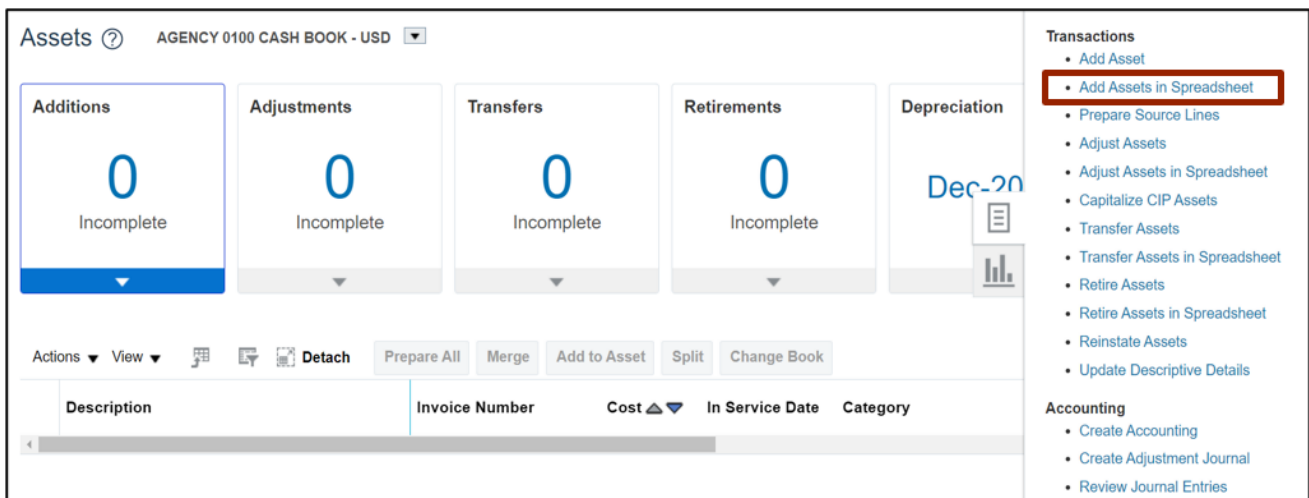 Assets ? AGENCY 0100 CASH BOOK - USD
Additions Adjustments Transfers Retirements Depreciation
0 0 0 0 Dec-20
Incomplete Incomplete Incomplete Incomplete
Actions View Detach Prepare All Merge Add to Asset Split Change Book
Description Invoice Number Cost In Service Date Category
Transactions
• Add Asset
• Add Assets in Spreadsheet
• Prepare Source Lines
• Adjust Assets
• Adjust Assets in Spreadsheet
• Capitalize CIP Assets
• Transfer Assets
• Transfer Assets in Spreadsheet
• Retire Assets
• Retire Assets in Spreadsheet
• Reinstate Assets
• Update Descriptive Details
Accounting
• Create Accounting
• Create Adjustment Journal
• Review Journal Entries